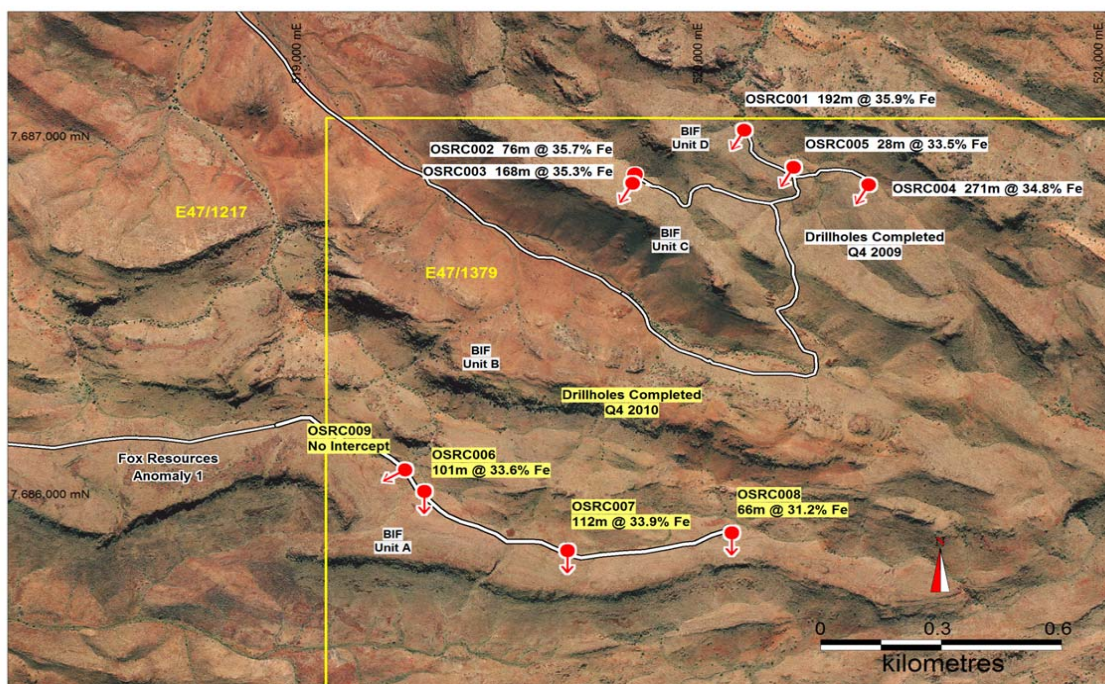 519,000 mE
520,000 mE
521,000 mE
7,687,000 mN
OSRC001 192m @ 35.9% Fe
BIF
Unit D
OSRC002 76m @ 35.7% Fe
OSRC005 28m @ 33.5% Fe
OSRC003 168m @ 35.3% Fe
OSRC004 271m @ 34.8% Fe
E47/1217
BIF
Unit C
Drillholes Completed
Q4 2009
E47/1379
BIF
Unit B
Drillholes Completed
Q4 2010
OSRC009
No Intercept
Fox Resources
Anomaly 1
OSRC006
101m @ 33.6% Fe
7,686,000 mN
OSRC008
66m @ 31.2% Fe
OSRC007
112m @ 33.9% Fe
BIF
Unit A
N
0 0.3 0.6
kilometres